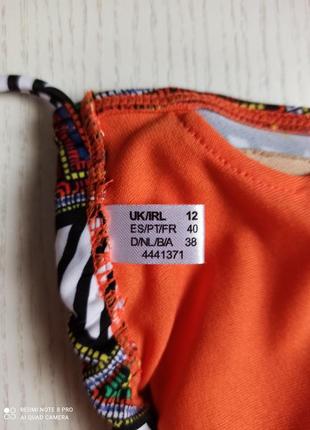 UK/IRL 12
ES/PT/FR 40
D/NL/B/A 38
4441371
REDMI NOTE 8 PRO
AI QUAD CAMERA